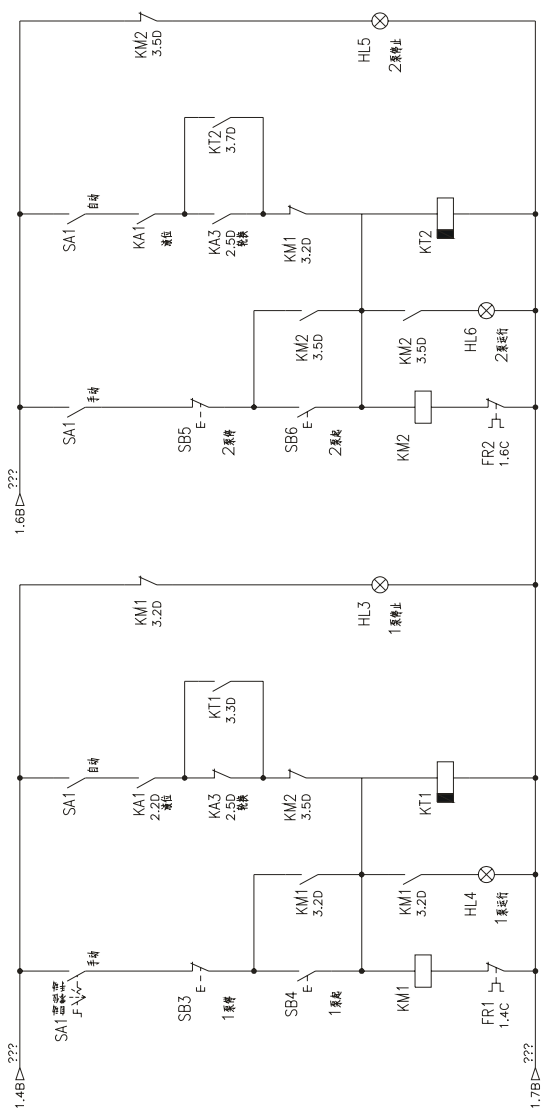 KM2
3.5D
HL5
2泵停止
KT2
3.7D
SA1
自动
KA1
液位
KA3
2.5D
轮换
KM1
3.2D
KT2
KM2
3.5D
KM2
3.5D
HL6
2泵运行
SA1
手动
SB5
2泵停
SB6
2泵起
KM2
FR2
1.6C
1.6B
???
KM1
3.2D
HL3
1泵停止
KT1
3.3D
SA1
自动
KA1
2.2D
液位
KA3
2.5D
轮换
KM2
3.5D
KT1
KM1
3.2D
KM1
3.2D
HL4
1泵运行
SA1
手动
SB3
1泵停
SB4
1泵起
KM1
FR1
1.4C
1.4B
???
1.7B
???